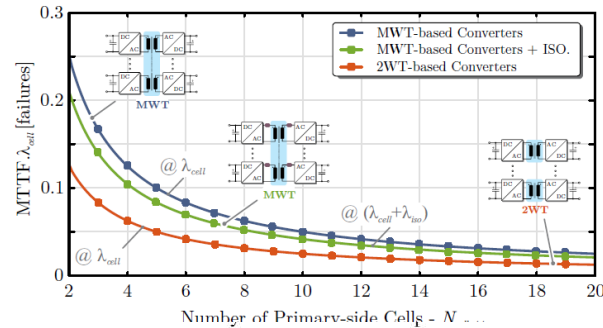 MWT-based Converters
MWT-based Converters + ISO.
2WT-based Converters
MTTF.λcell [failures]
0.3
0.2
0.1
0
DC
AC
AC
DC
DC
AC
AC
DC
MWT
@ λcell
DC
AC
AC
DC
DC
AC
AC
DC
MWT
@ (λcell+λiso)
DC
AC
AC
DC
DC
AC
AC
DC
2WT
@ λcell
2 4 6 8 10 12 14 16 18 20
Number of Primary-side Cells - N